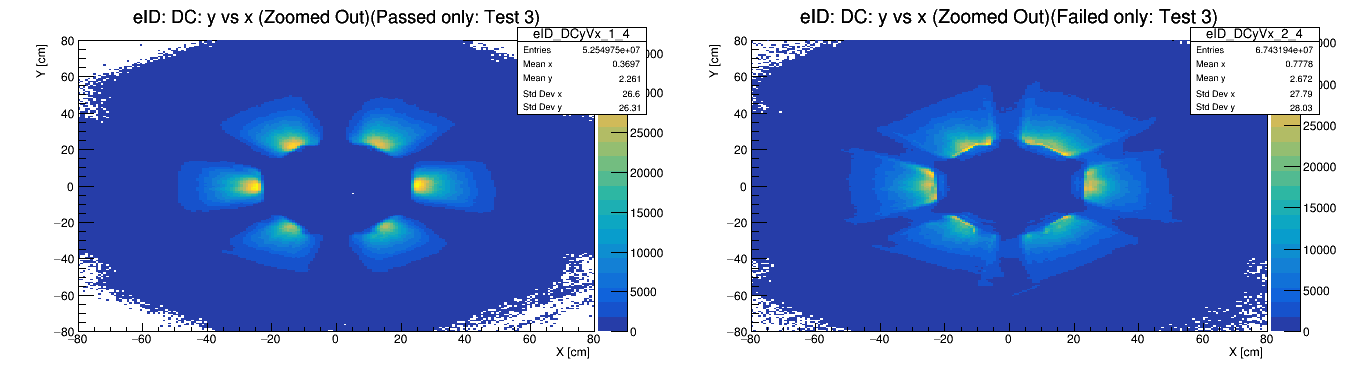 eID: DC: y vs x (Zoomed Out)(Passed only: Test 3)
eID_DCyVx_1_4
Entries 5.254975e+07
Mean x 0.3697
Mean y 2.261
Std Dev x 26.6
Std Dev y 26.31
Y [cm]
80
60
40
20
0
−20
−40
−60
−80
−80 −60 −40 −20 0 20 40 60 80
X [cm]
000
000
25000
20000
15000
10000
5000
0
eID: DC: y vs x (Zoomed Out)(Failed only: Test 3)
eID_DCyVx_2_4
Entries 6.743194e+07
Mean x 0.7778
Mean y 2.672
Std Dev x 27.79
Std Dev y 28.03
Y [cm]
80
60
40
20
0
−20
−40
−60
−80
−80 −60 −40 −20 0 20 40 60 80
X [cm]
000
000
25000
20000
15000
10000
5000
0